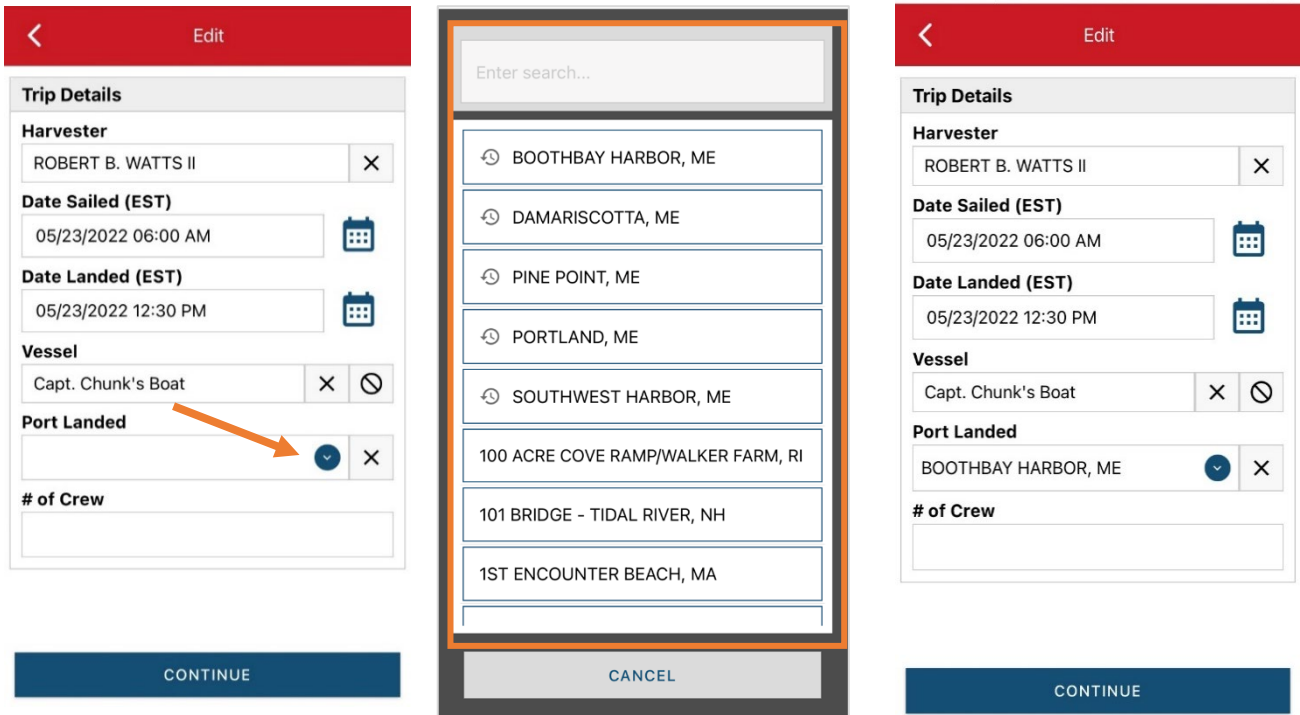 Edit
Trip Details
Harvester
ROBERT B. WATTS II
Date Sailed (EST)
05/23/2022 06:00 AM
Date Landed (EST)
05/23/2022 12:30 PM
Vessel
Capt. Chunk's Boat
Port Landed
# of Crew
CONTINUE
Enter search...
BOOTHBAY HARBOR, ME
DAMARISCOTTA, ME
PINE POINT, ME
PORTLAND, ME
SOUTHWEST HARBOR, ME
100 ACRE COVE RAMP/WALKER FARM, RI
101 BRIDGE - TIDAL RIVER, NH
1ST ENCOUNTER BEACH, MA
CANCEL
Edit
Trip Details
Harvester
ROBERT B. WATTS II
Date Sailed (EST)
05/23/2022 06:00 AM
Date Landed (EST)
05/23/2022 12:30 PM
Vessel
Capt. Chunk's Boat
Port Landed
BOOTHBAY HARBOR, ME
# of Crew
CONTINUE